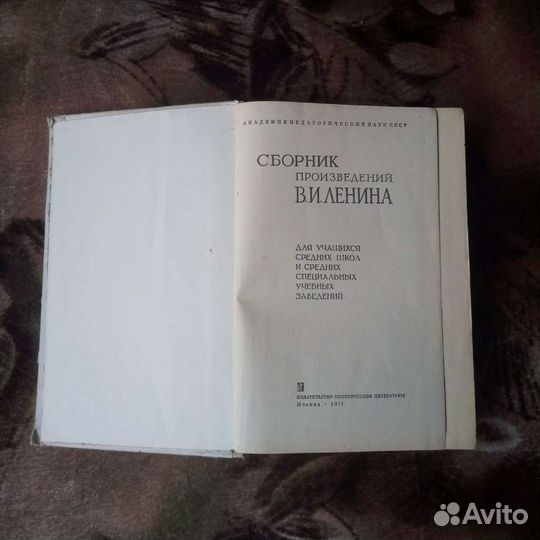 АКАДЕМИЯ ПЕДАГОГИЧЕСКИХ НАУК СССР
СБОРНИК
ПРОИЗВЕДЕНИЙ
В.И.ЛЕНИНА
ДЛЯ УЧАЩИХСЯ
СРЕДНИХ ШКОЛ
И СРЕДНИХ
СПЕЦИАЛЬНЫХ
УЧЕБНЫХ
ЗАВЕДЕНИЙ
ИЗДАТЕЛЬСТВО ПОЛИТИЧЕСКОЙ ЛИТЕРАТУРЫ
Москва • 1971
Avito